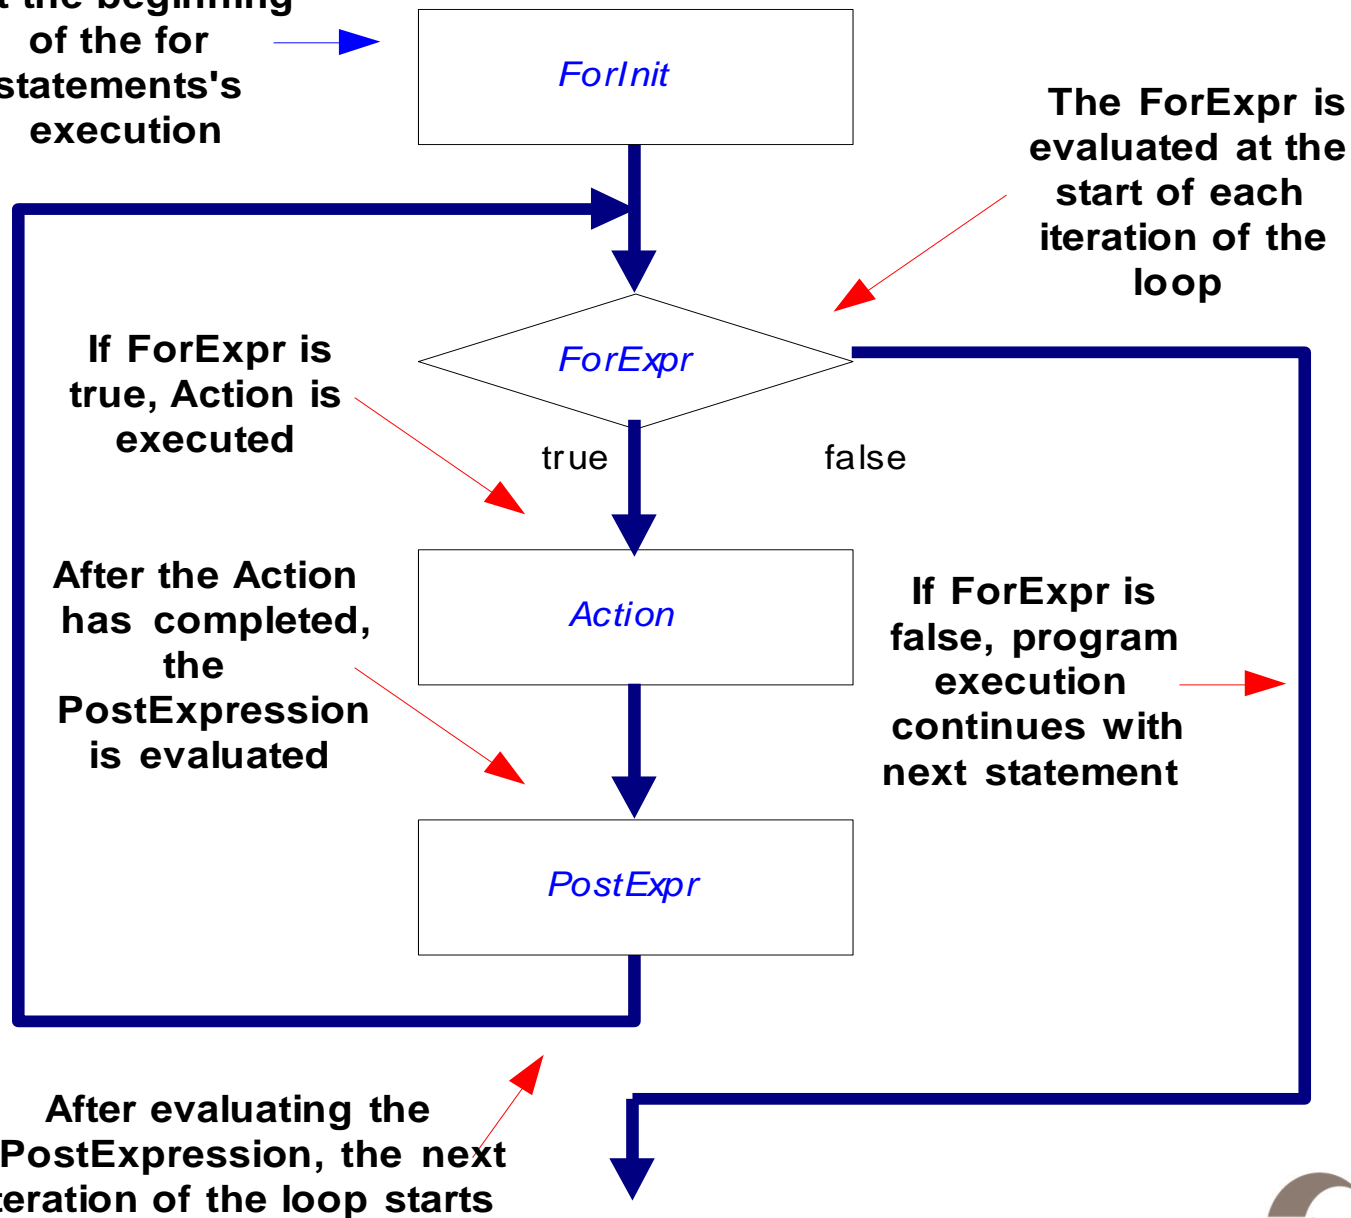 the beginning
of the for
statements's
execution
ForInit
The ForExpr is
evaluated at the
start of each
iteration of the
loop
If ForExpr is
true, Action is
executed
ForExpr
true
false
After the Action
has completed,
the
PostExpression
is evaluated
Action
If ForExpr is
false, program
execution
continues with
next statement
PostExpr
After evaluating the
PostExpression, the next
iteration of the loop starts